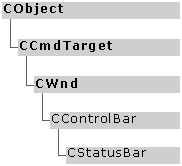 CObject
CCmdTarget
CWnd
CControlBar
CStatusBar